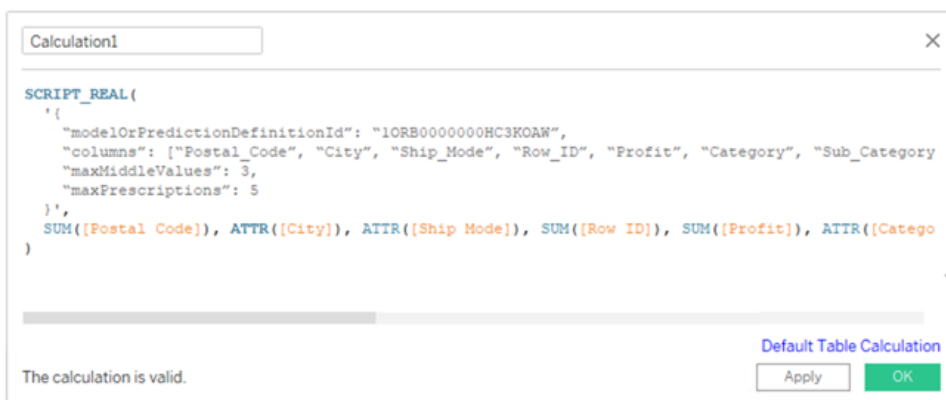 Calculation1
SCRIPT_REAL(
'{
"modelOrPredictionDefinitionId": "1ORB0000000HC3KOAW",
"columns": ["Postal_Code", "City", "Ship_Mode", "Row_ID", "Profit", "Category", "Sub_Category
"maxMiddleValues": 3,
"maxPrescriptions": 5
}',
SUM([Postal Code]), ATTR([City]), ATTR([Ship Mode]), SUM([Row ID]), SUM([Profit]), ATTR([Catego
)
Default Table Calculation
The calculation is valid.
Apply
OK